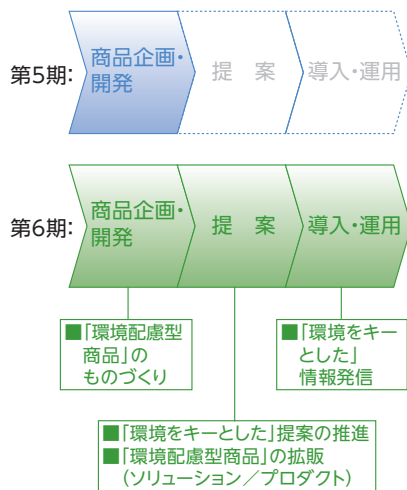 第5期:
商品企画・
開発
提　案
導入・運用
第6期:
商品企画・
開発
提　案
導入・運用
■「環境配慮型
商品」の
ものづくり
■「環境をキー
とした」
情報発信
■「環境をキーとした」提案の推進
■「環境配慮型商品」の拡販
(ソリューション／プロダクト)